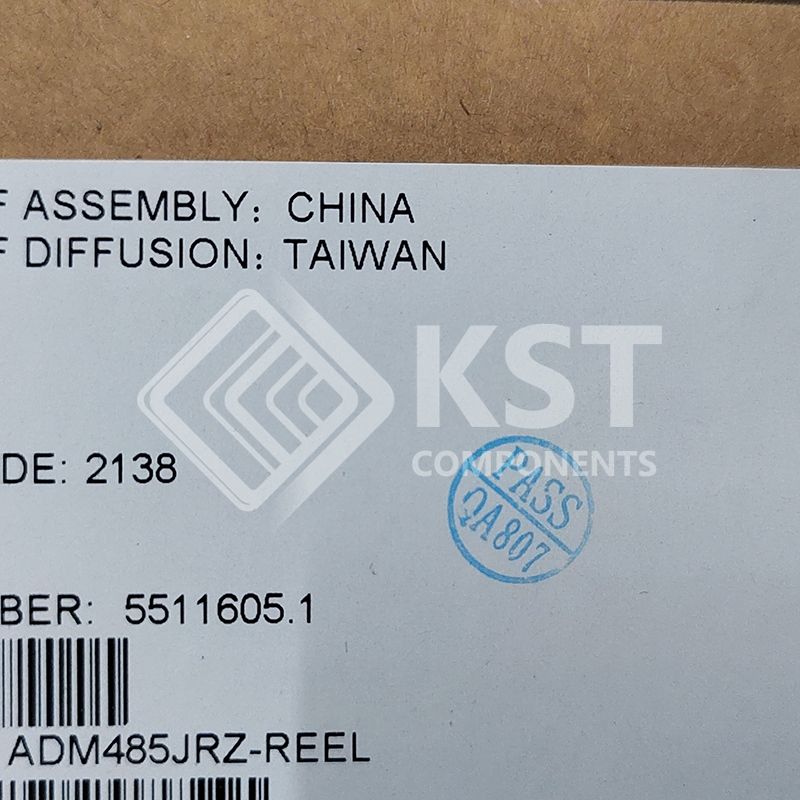 F ASSEMBLY: CHINA
F DIFFUSION: TAIWAN
KST
COMPONENTS
DE: 2138
PASS
QA807
BER: 5511605.1
ADM485JRZ-REEL